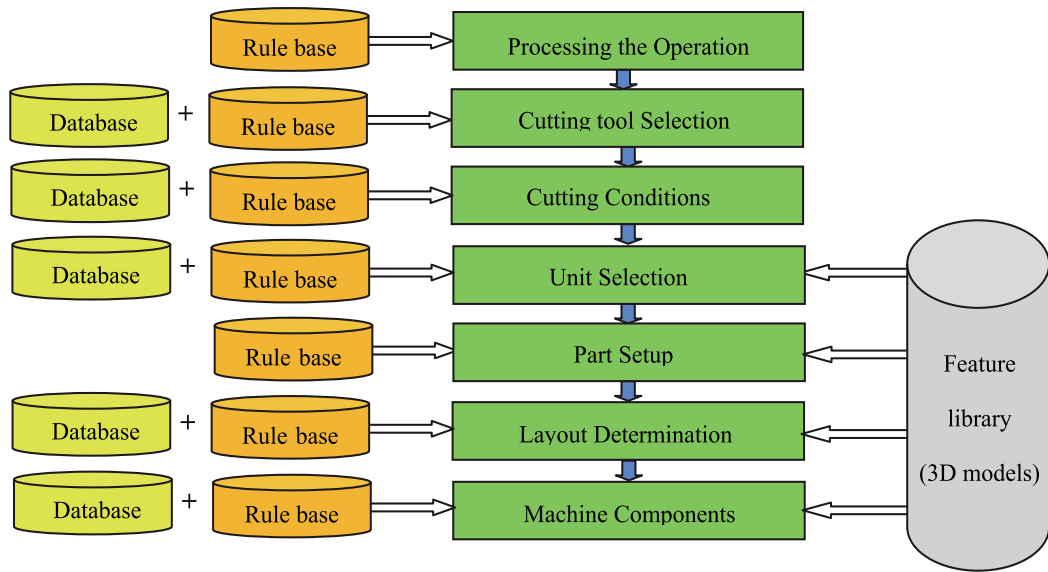 Rule base
Processing the Operation
Database
+
Rule base
Cutting tool Selection
Database
+
Rule base
Cutting Conditions
Database
+
Rule base
Unit Selection
Rule base
Part Setup
Database
+
Rule base
Layout Determination
Database
+
Rule base
Machine Components
Feature
library
(3D models)